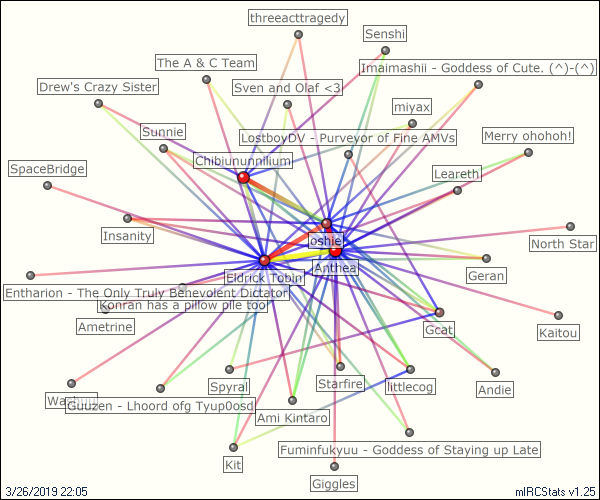 threeacttragedy
Senshi
The A & C Team
Imaimashii - Goddess of Cute. (^)-(^)
Drew's Crazy Sister
Sven and Olaf <3
miyax
Sunnie
LostboyDV - Purveyor of Fine AMVs
Merry ohohoh!
Chibiununnilium
SpaceBridge
Leareth
Insanity
oshie
North Star
Anthea
Eldrick Tobin
Geran
Entharion - The Only Truly Benevolent Dictator
Konran has a pillow pile too!
Ametrine
Gcat
Kaitou
Spyral
Starfire
littlecog
Andie
Guuzen - Lhoord ofg Tyup0osd
Ami Kintaro
Kit
Fuminfukyuu - Goddess of Staying up Late
Giggles
3/26/2019 22:05
mIRCStats v1.25